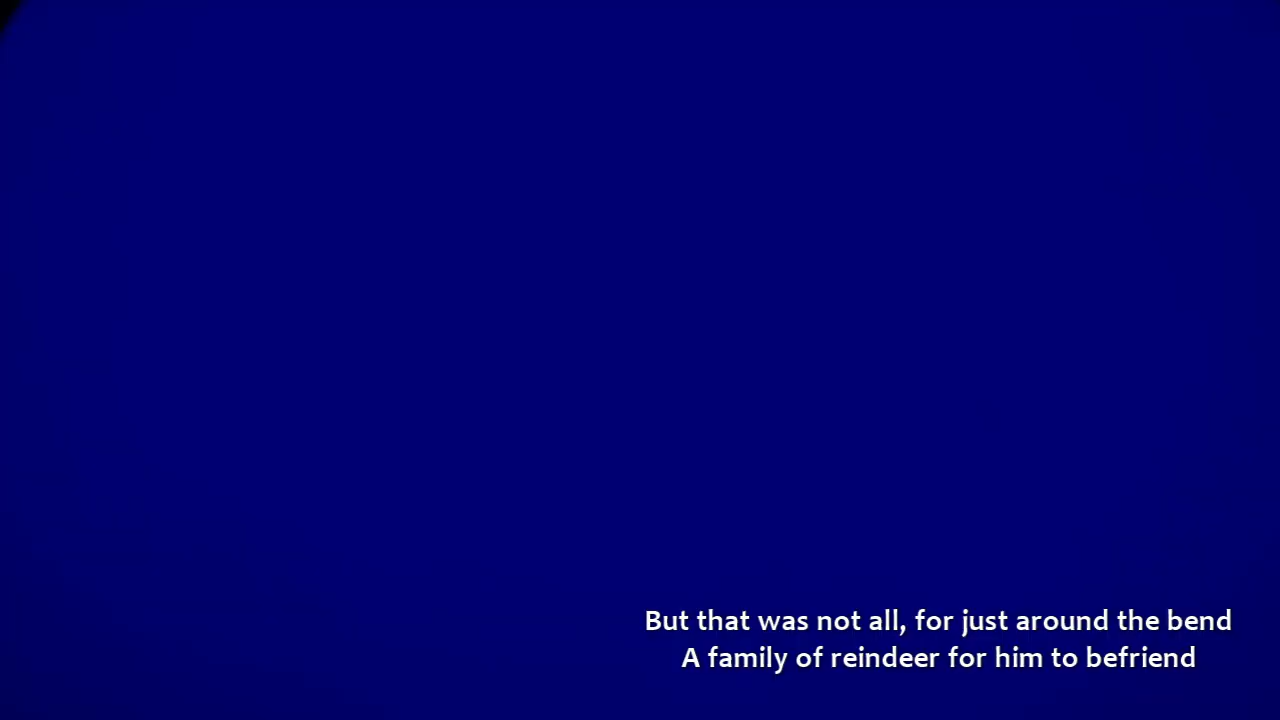 But that was not all, for just around the bend
A family of reindeer for him to befriend